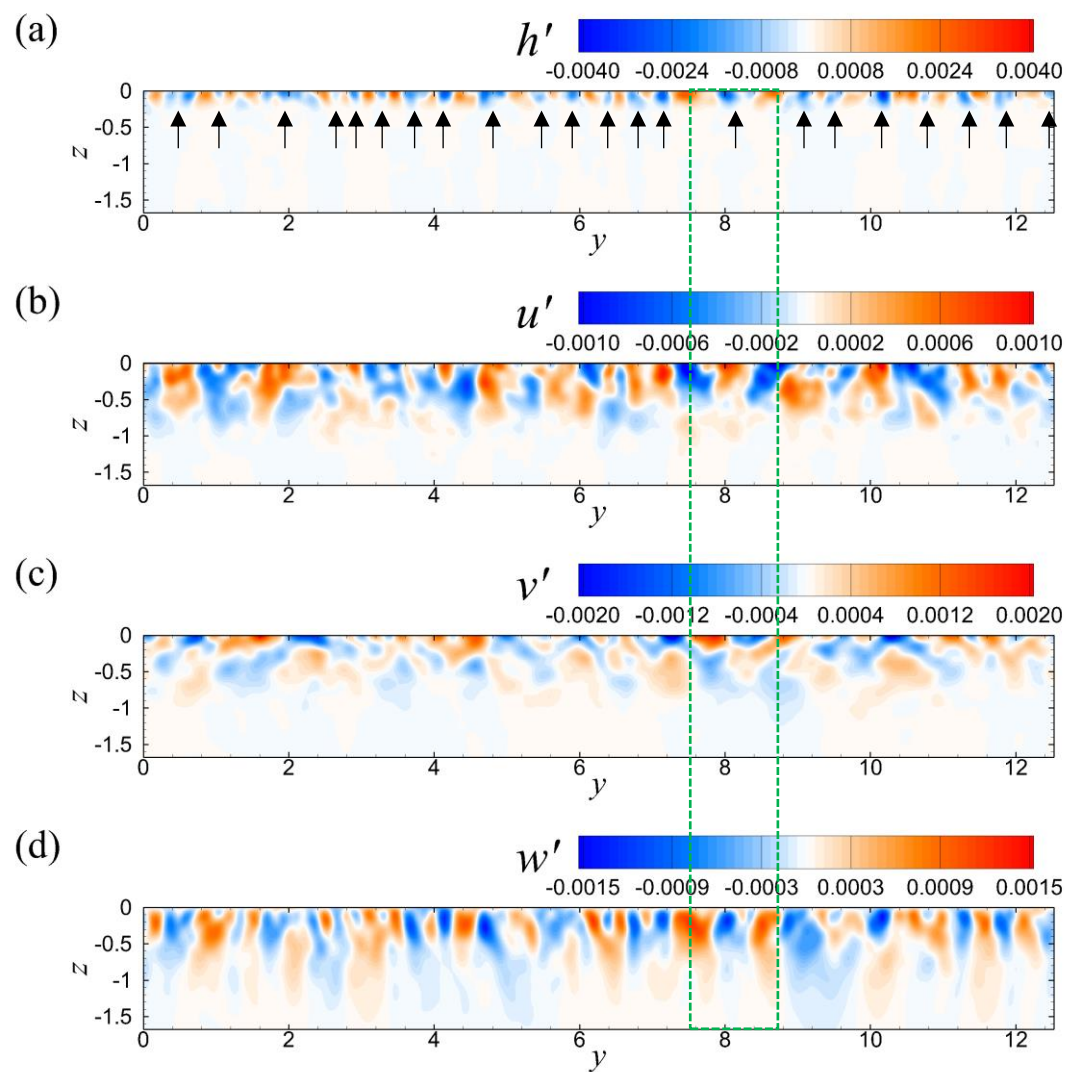 (a)
h'
-0.0040 -0.0024 -0.0008 0.0008 0.0024 0.0040
0
-0.5
-1
-1.5
z
0 2 4 6 8 10 12
y
(b)
u'
-0.0010 -0.0006 -0.0002 0.0002 0.0006 0.0010
0
-0.5
-1
-1.5
z
0 2 4 6 8 10 12
y
(c)
v'
-0.0020 -0.0012 -0.0004 0.0004 0.0012 0.0020
0
-0.5
-1
-1.5
z
0 2 4 6 8 10 12
y
(d)
w'
-0.0015 -0.0009 -0.0003 0.0003 0.0009 0.0015
0
-0.5
-1
-1.5
z
0 2 4 6 8 10 12
y